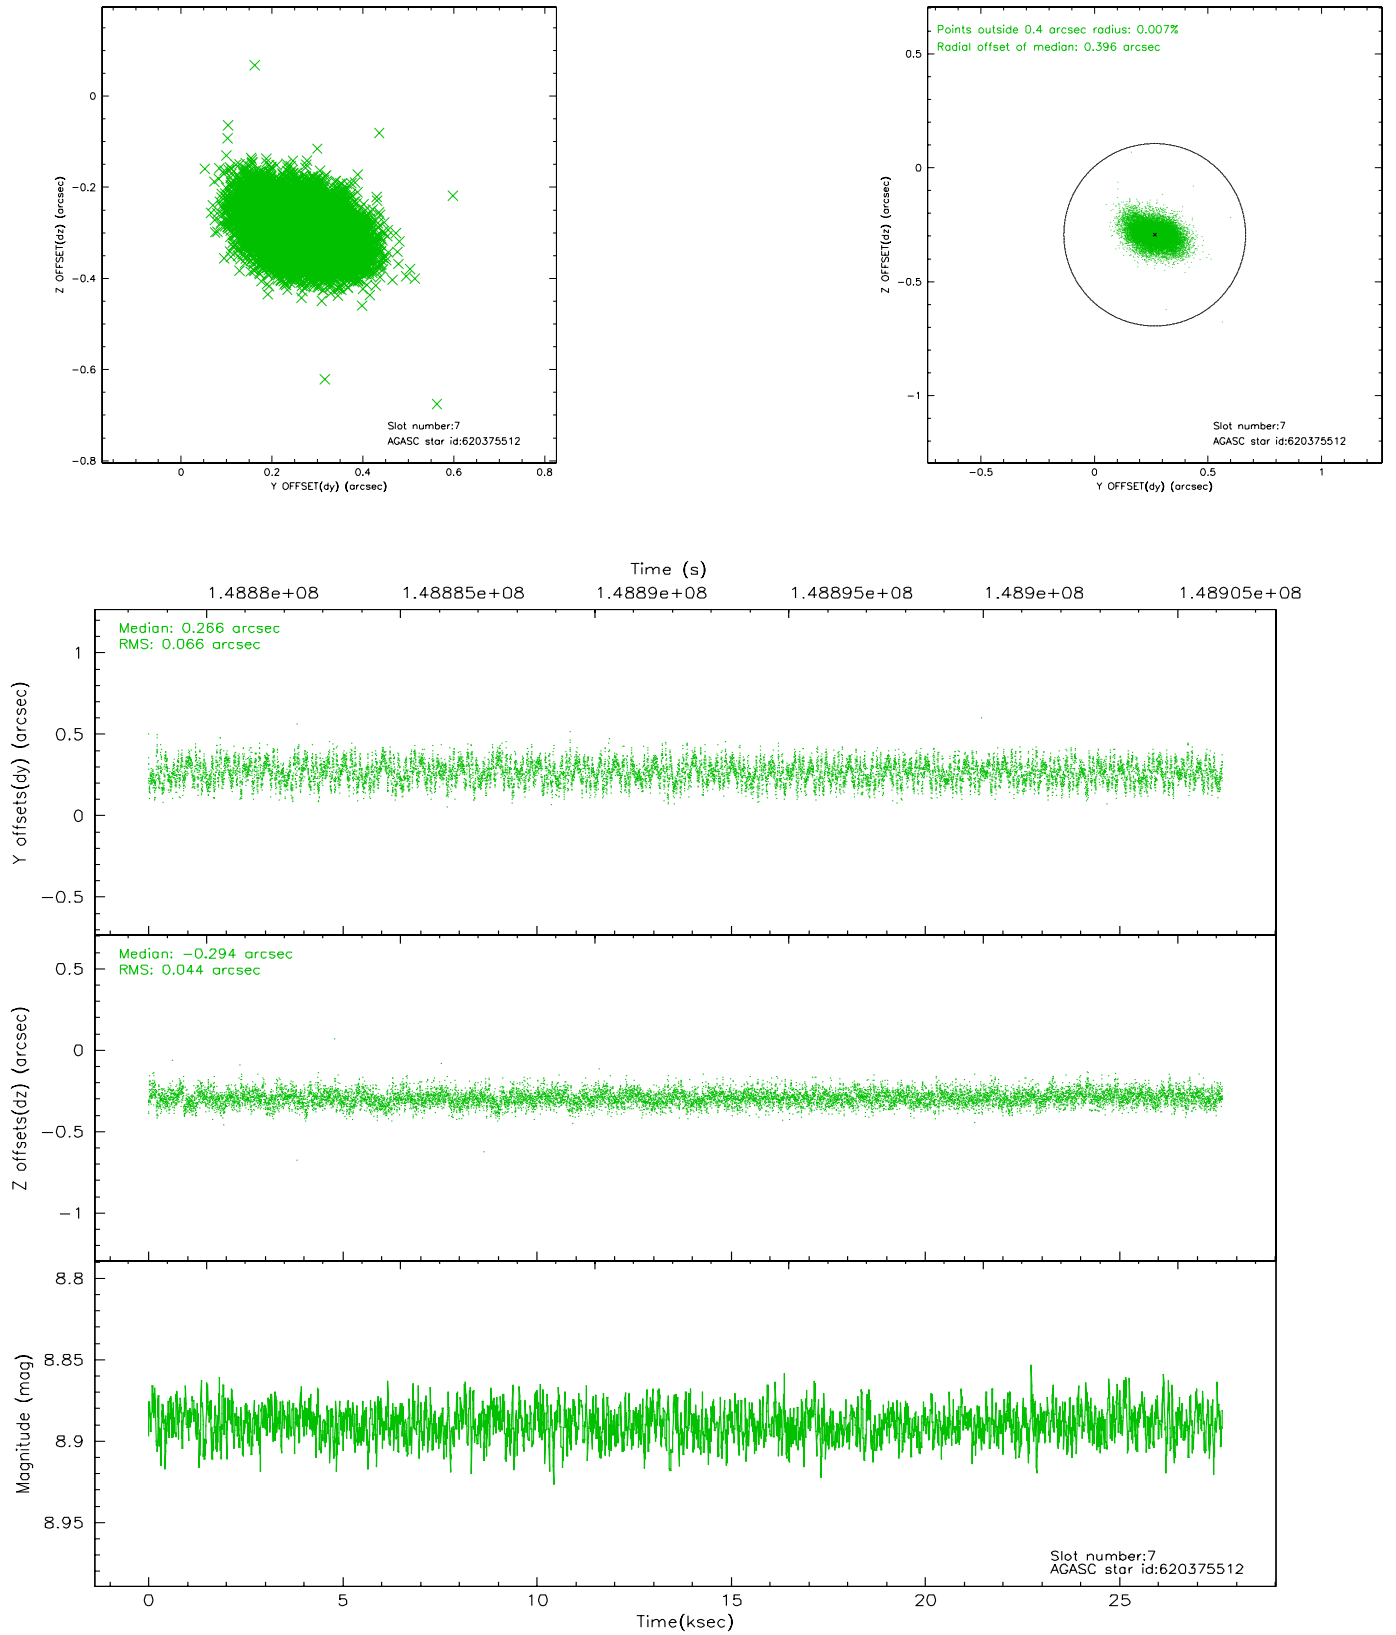 0
−0.2
−0.4
−0.6
−0.8
Z OFFSET(dz) (arcsec)
Slot number:7
AGASC star id:620375512
0 0.2 0.4 0.6 0.8
Y OFFSET(dy) (arcsec)
Points outside 0.4 arcsec radius: 0.007%
Radial offset of median: 0.396 arcsec
0.5
0
−0.5
−1
Z OFFSET(dz) (arcsec)
Slot number:7
AGASC star id:620375512
−0.5 0 0.5 1
Y OFFSET(dy) (arcsec)
Time (s)
1.4888e+08 1.48885e+08 1.4889e+08 1.48895e+08 1.489e+08 1.48905e+08
Median: 0.266 arcsec
RMS: 0.066 arcsec
1
0.5
0
−0.5
Y offsets(dy) (arcsec)
Median: −0.294 arcsec
RMS: 0.044 arcsec
0.5
0
−0.5
−1
Z offsets(dz) (arcsec)
8.8
8.85
8.9
8.95
Magnitude (mag)
Slot number:7
AGASC star id:620375512
0 5 10 15 20 25
Time(ksec)